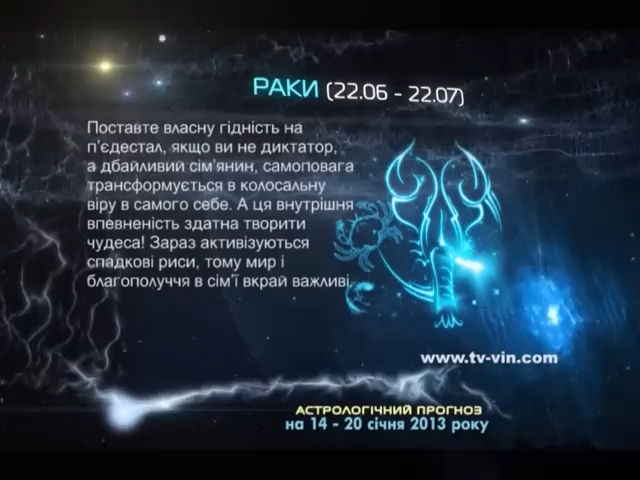 РАКИ (22.06 - 22.07)
Поставте власну гідність на
п'єдестал, якщо ви не диктатор,
а дбайливий сім'янин, самоповага
трансформується в колосальну
віру в самого себе. А ця внутрішня
впевненість здатна творити
чудеса! Зараз активізуються
спадкові риси, тому мир і
благополуччя в сім'ї вкрай важливі.
www.tv-vin.com
АСТРОЛОГІЧНИЙ ПРОГНОЗ
на 14 - 20 січня 2013 року